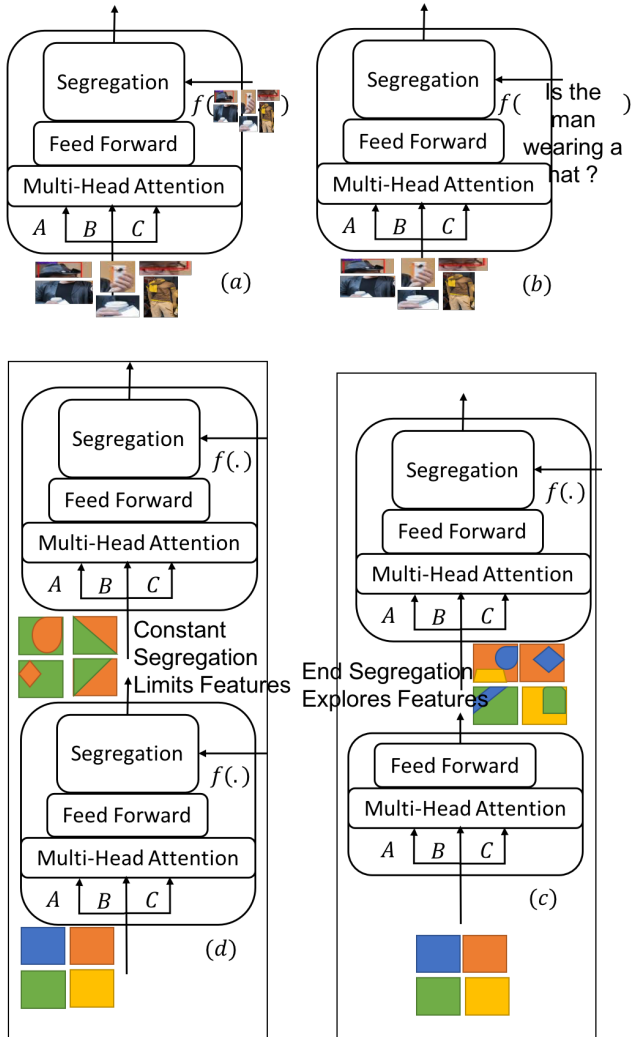 Segregation
f( )
Feed Forward
Multi-Head Attention
A B C
(a)
Segregation
f( Is the )
man
Feed Forward
wearing a
Multi-Head Attention
hat ?
A B C
(b)
Segregation
f(.)
Feed Forward
Multi-Head Attention
A B C
Constant
Segregation
Limits Features
Segregation
f(.)
Feed Forward
Multi-Head Attention
A B C
(d)
Segregation
f(.)
Feed Forward
Multi-Head Attention
A B C
End Segregation
Explores Features
Feed Forward
Multi-Head Attention
A B C
(c)